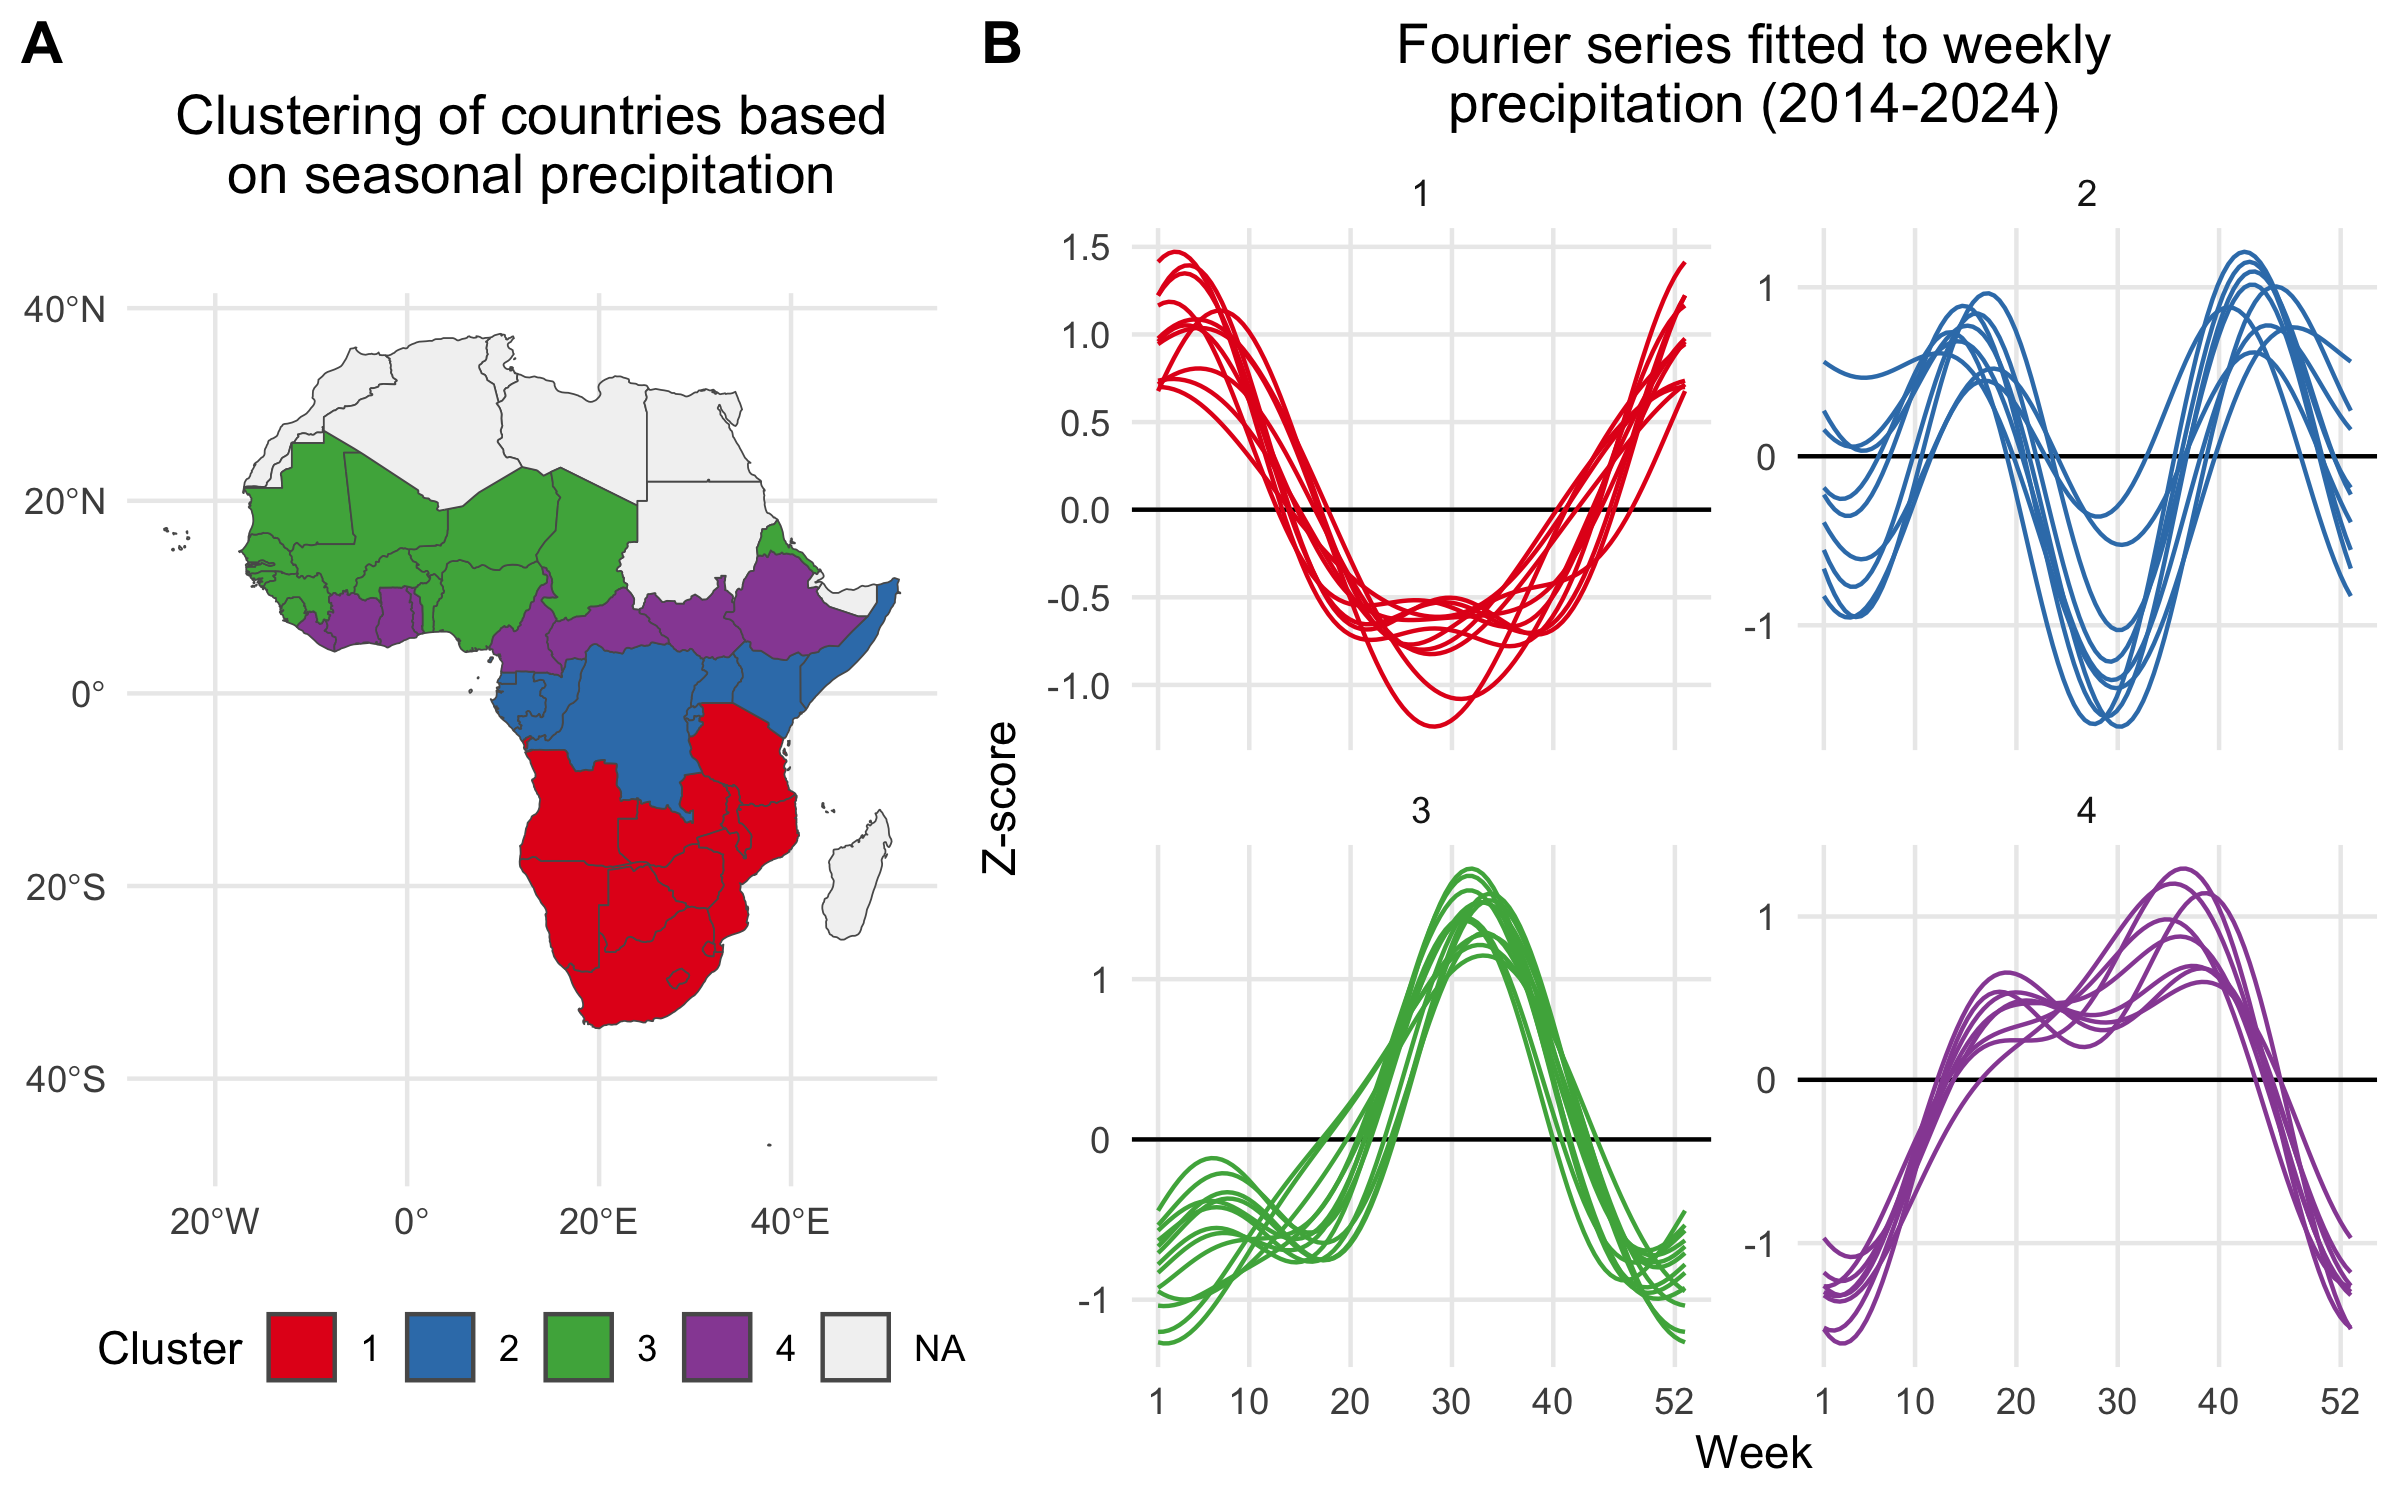 A
Clustering of countries based
on seasonal precipitation
40°N
20°N
0°
20°S
40°S
20°W 0° 20°E 40°E
Cluster 1 2 3 4 NA
B
Fourier series fitted to weekly
precipitation (2014-2024)
Z-score
1
1.5
1.0
0.5
0.0
-0.5
-1.0
2
1
0
-1
3
1
0
-1
1 10 20 30 40 52
4
1
0
-1
1 10 20 30 40 52
Week